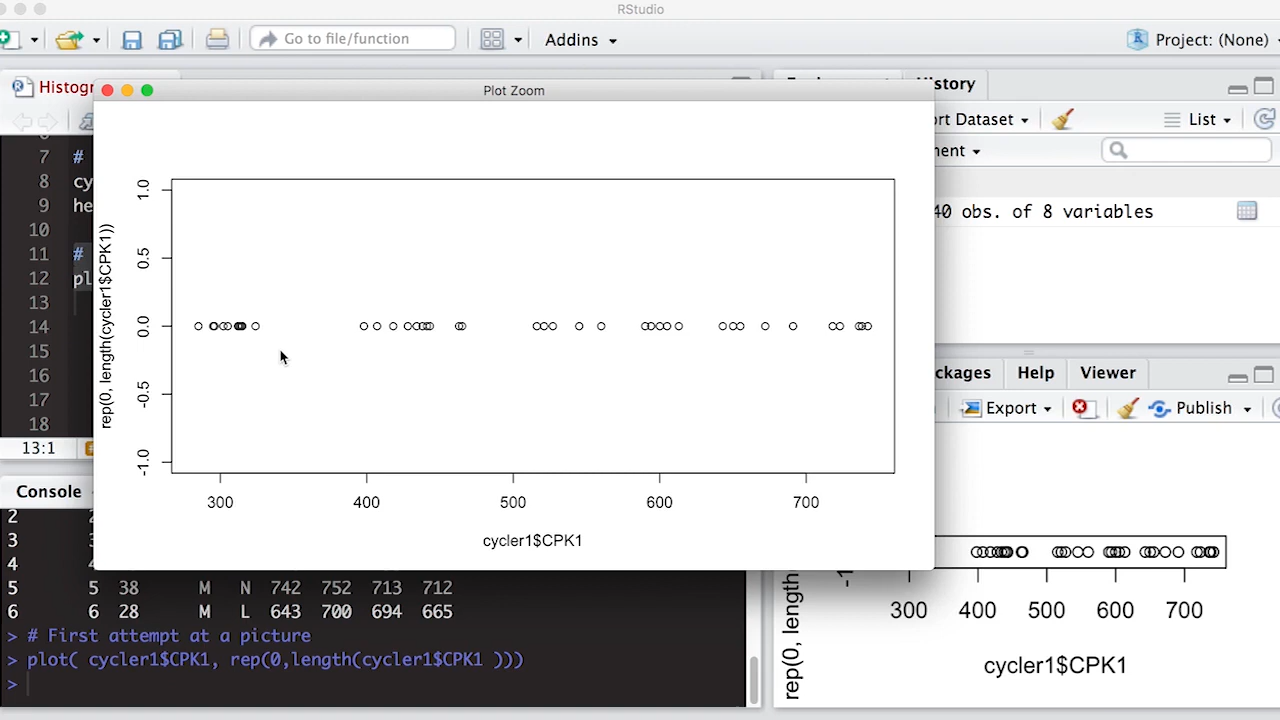 RStudio
Go to file/function
Addins
Project: (None)
Histogr
Plot Zoom
History
rt Dataset
List
ment
40 obs. of 8 variables
7 #
8 cy
9 he
10
11 #
12 pl
13
14
15
16
17
18
13:1
1.0
0.5
0.0
-0.5
-1.0
rep(0, length(cycler1$CPK1))
300 400 500 600 700
cycler1$CPK1
ckages Help Viewer
Export Publish
Console
2 2
3 3
4 4
5 5 38 M N 742 752 713 712
6 6 28 M L 643 700 694 665
> # First attempt at a picture
> plot( cycler1$CPK1, rep(0,length(cycler1$CPK1 )))
>
rep(0, length
-1
300 400 500 600 700
cycler1$CPK1